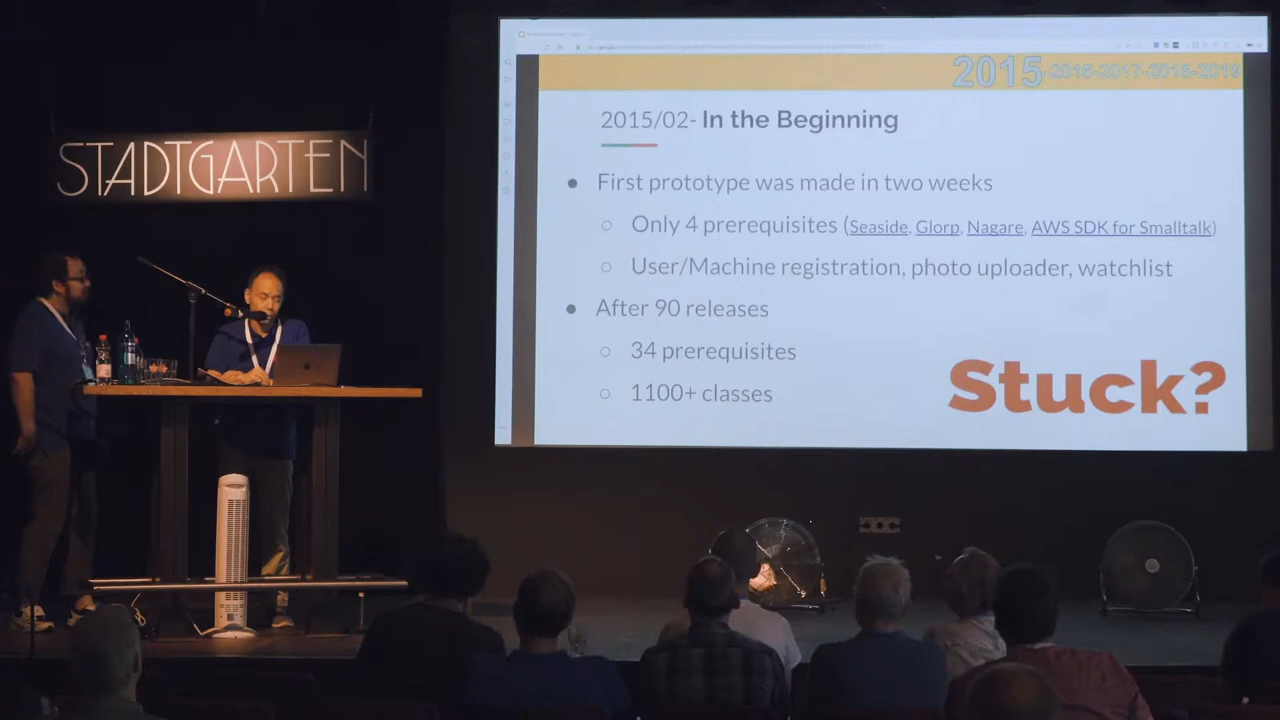 STADTGARTEN
2015-2016-2017-2018-2019
2015/02- In the Beginning
● First prototype was made in two weeks
○ Only 4 prerequisites (Seaside, Glorp, Nagare, AWS SDK for Smalltalk)
○ User/Machine registration, photo uploader, watchlist
● After 90 releases
○ 34 prerequisites
○ 1100+ classes
Stuck?